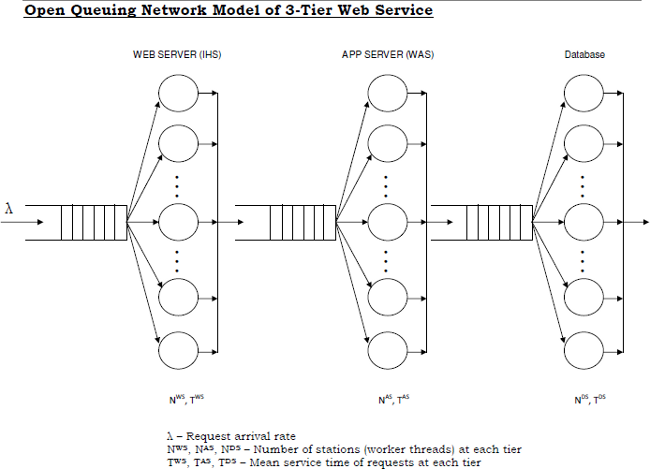 Open Queuing Network Model of 3-Tier Web Service
WEB SERVER (IHS) APP SERVER (WAS) Database
λ
N^WS, T^WS N^AS, T^AS N^DS, T^DS
λ – Request arrival rate
N^WS, N^AS, N^DS – Number of stations (worker threads) at each tier
T^WS, T^AS, T^DS – Mean service time of requests at each tier